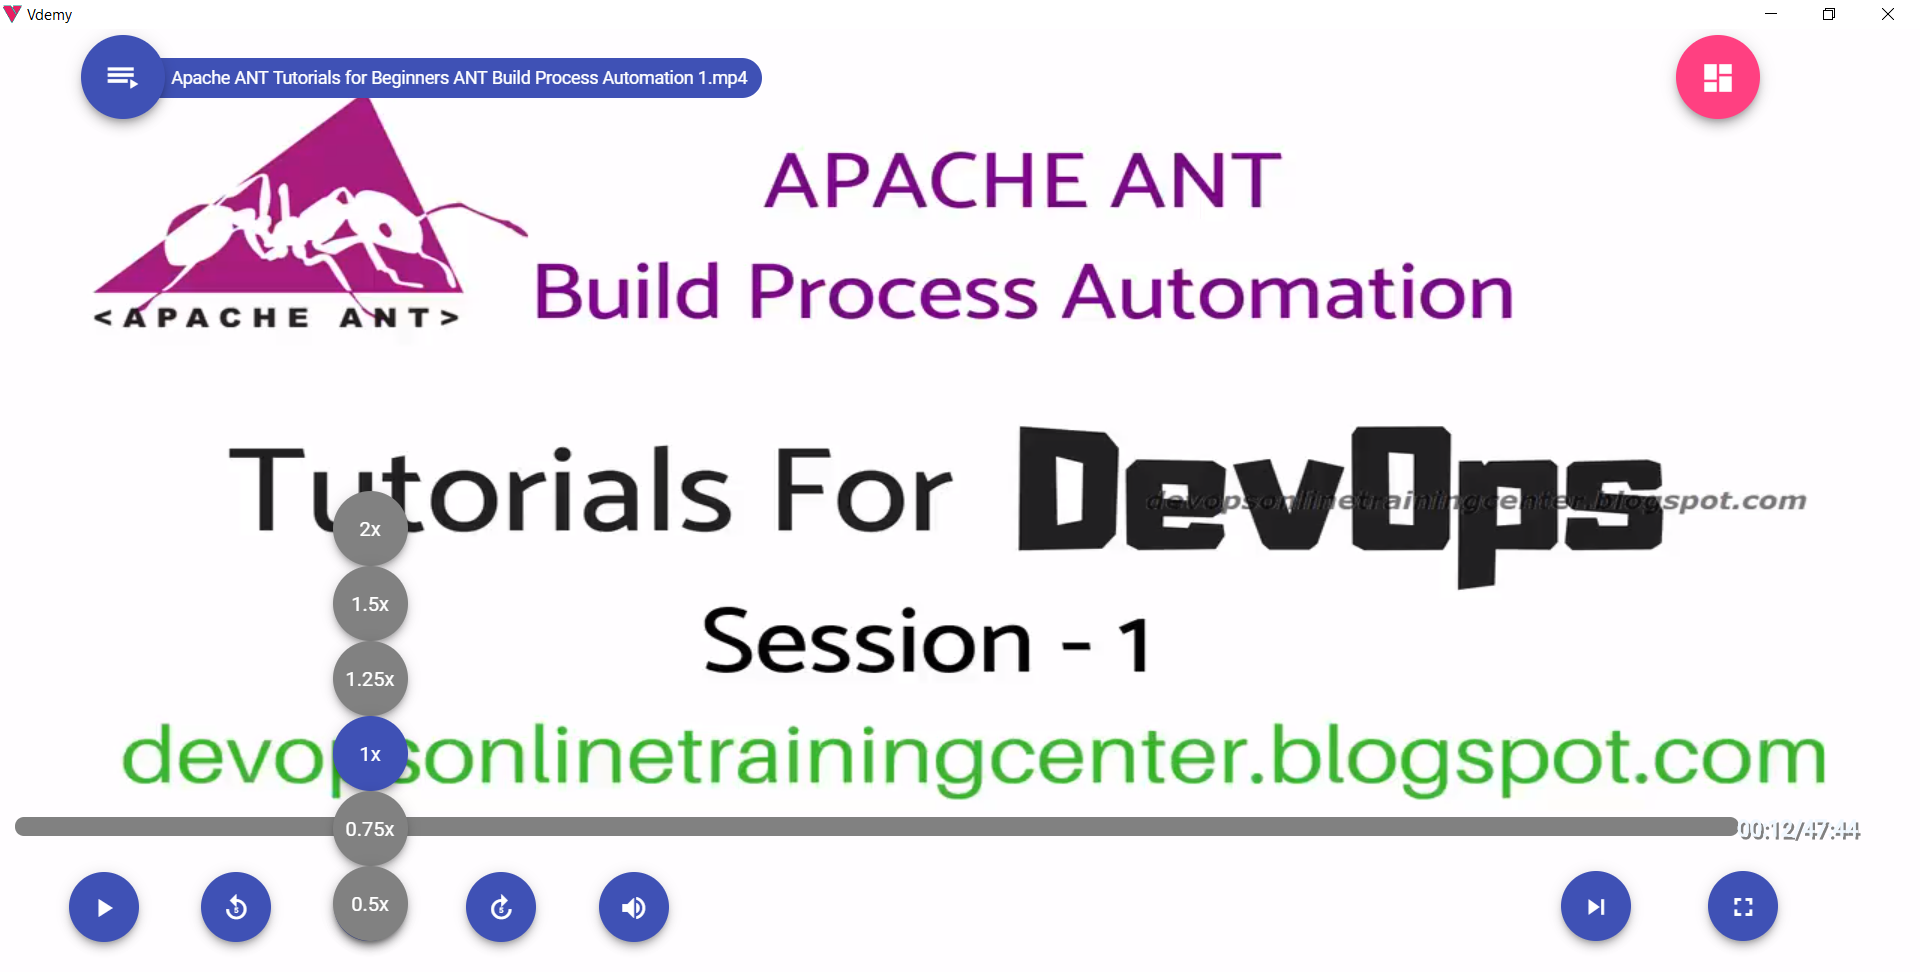 Vdemy
Apache ANT Tutorials for Beginners ANT Build Process Automation 1.mp4
APACHE ANT
Build Process Automation
<APACHE ANT>
Tutorials For DevOps
devopsonlinetrainingcenter.blogspot.com
2x
1.5x
1.25x
Session - 1
devopsonlinetrainingcenter.blogspot.com
1x
0.75x
00:12/47:44
0.5x
5
5